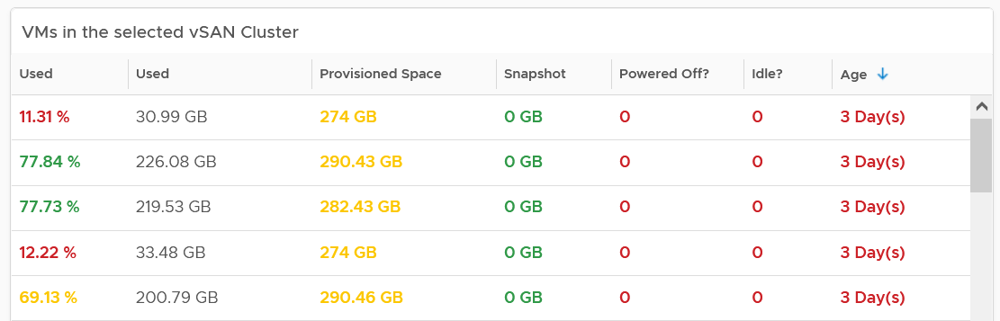 VMs in the selected vSAN Cluster
Used Used Provisioned Space Snapshot Powered Off? Idle? Age
11.31 % 30.99 GB 274 GB 0 GB 0 0 3 Day(s)
77.84 % 226.08 GB 290.43 GB 0 GB 0 0 3 Day(s)
77.73 % 219.53 GB 282.43 GB 0 GB 0 0 3 Day(s)
12.22 % 33.48 GB 274 GB 0 GB 0 0 3 Day(s)
69.13 % 200.79 GB 290.46 GB 0 GB 0 0 3 Day(s)